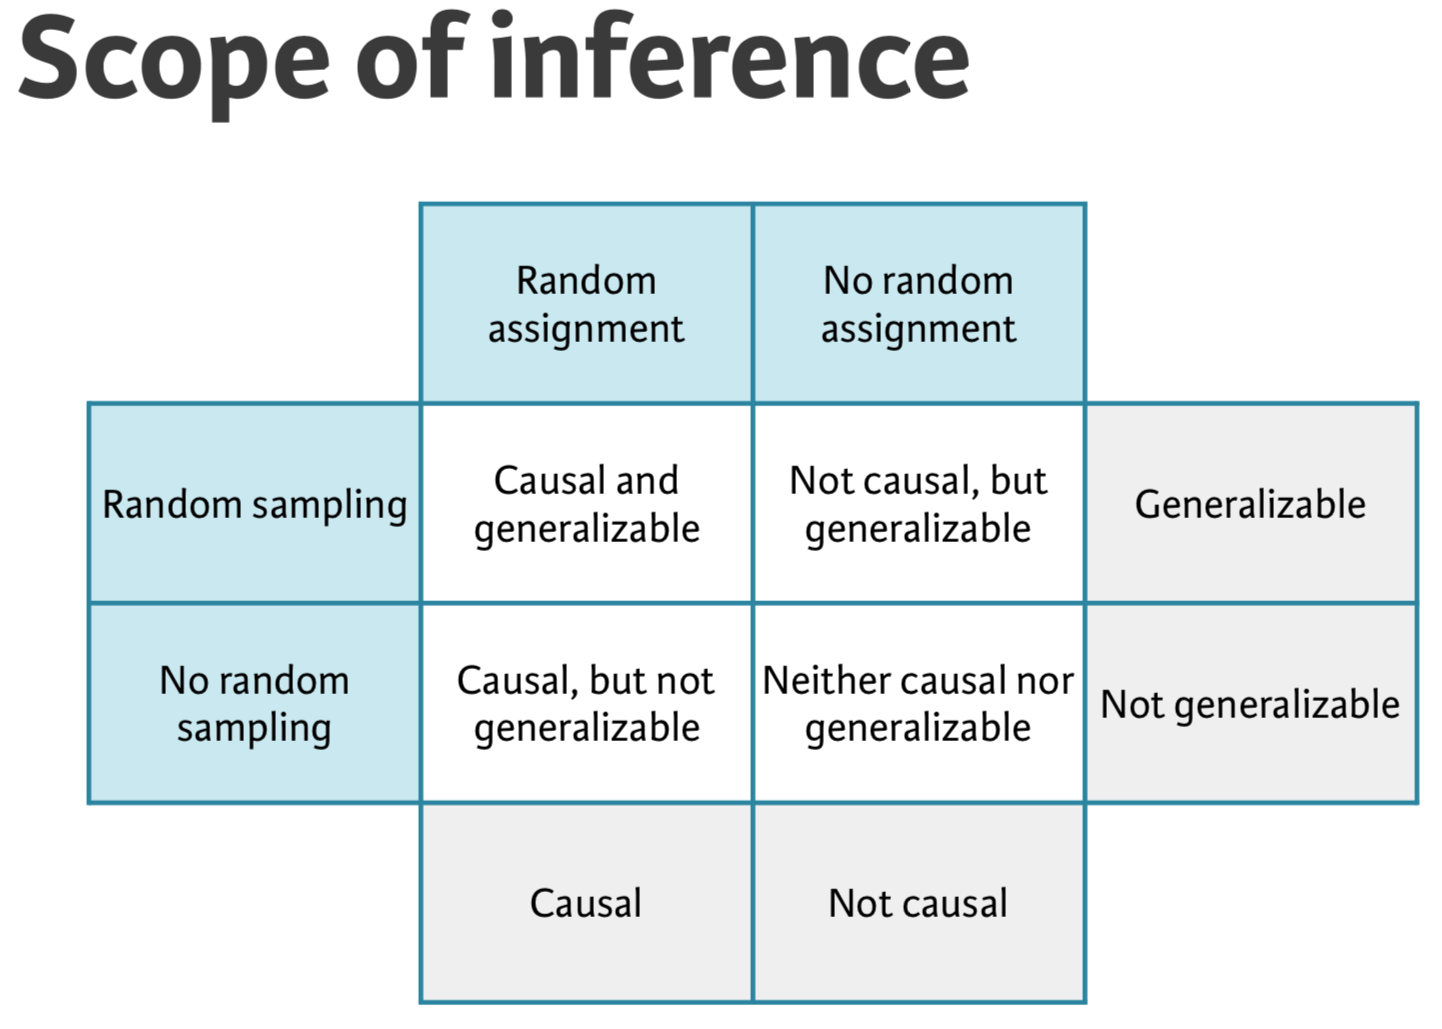 Scope of inference
Random
assignment
No random
assignment
Random sampling
Causal and
generalizable
Not causal, but
generalizable
Generalizable
No random
sampling
Causal, but not
generalizable
Neither causal nor
generalizable
Not generalizable
Causal
Not causal